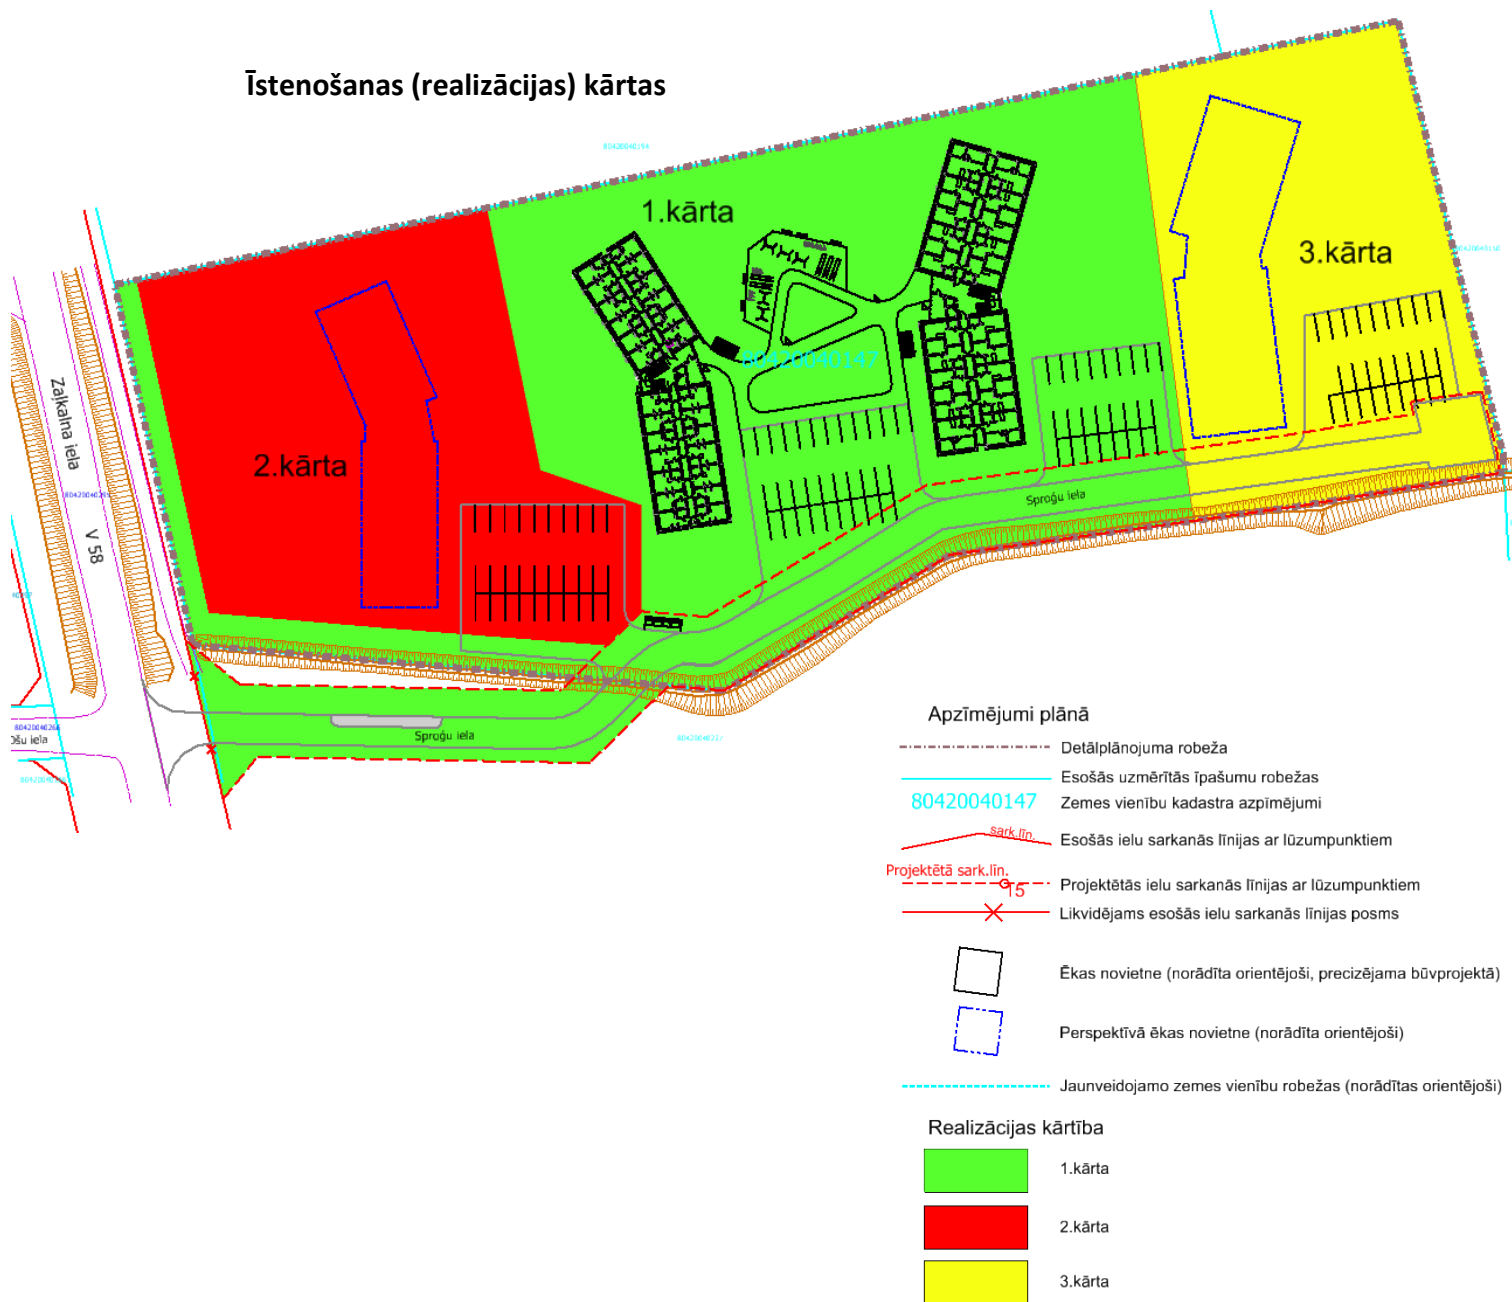 Īstenošanas (realizācijas) kārtas
80420040194
1.kārta
3.kārta
80420040147
Zaļkalna iela
2.kārta
V 58
Sproģu iela
Sproģu iela
80420040266
80420040227
Apzīmējumi plānā
Detālplānojuma robeža
Esošās uzmērītās īpašumu robežas
80420040147 Zemes vienību kadastra apzīmējumi
sark.līn.
Esošās ielu sarkanās līnijas ar lūzumpunktiem
Projektētā sark.līn.
15
Projektētās ielu sarkanās līnijas ar lūzumpunktiem
Likvidējams esošās ielu sarkanās līnijas posms
Ēkas novietne (norādīta orientējoši, precizējama būvprojektā)
Perspektīvā ēkas novietne (norādīta orientējoši)
Jaunveidojamo zemes vienību robežas (norādītas orientējoši)
Realizācijas kārtība
1.kārta
2.kārta
3.kārta